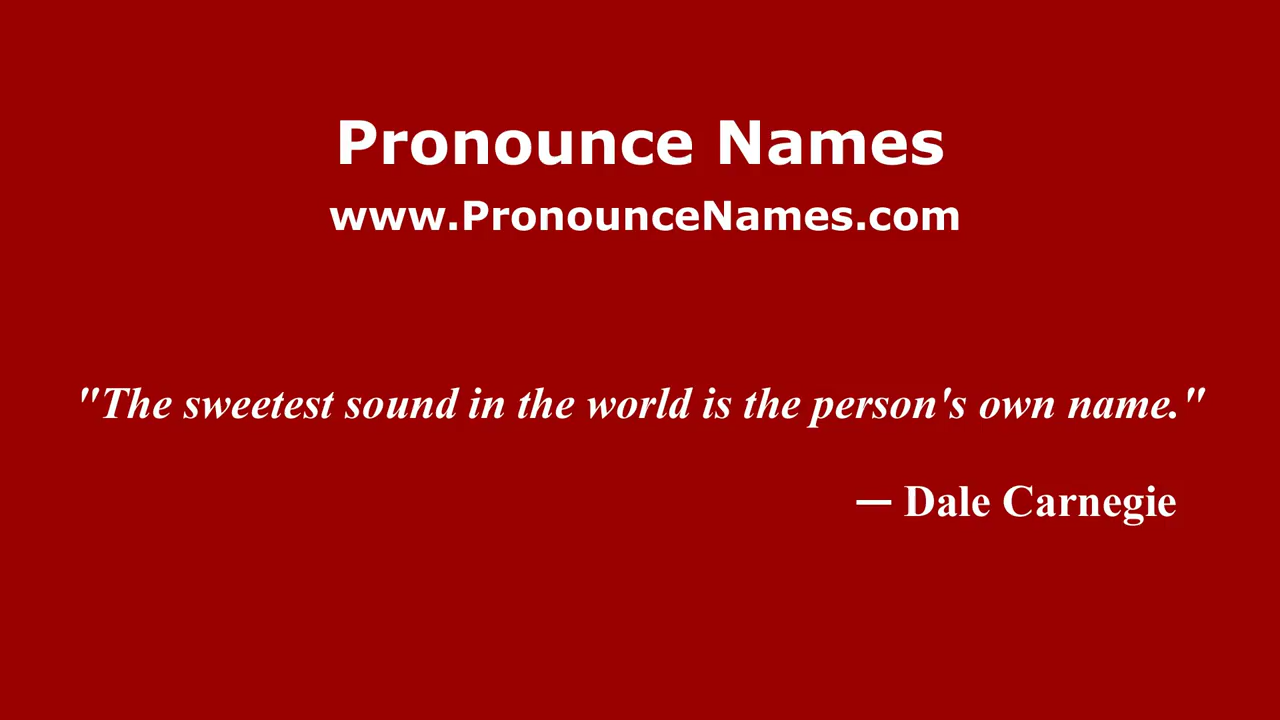 Pronounce Names
www.PronounceNames.com
"The sweetest sound in the world is the person's own name."
— Dale Carnegie